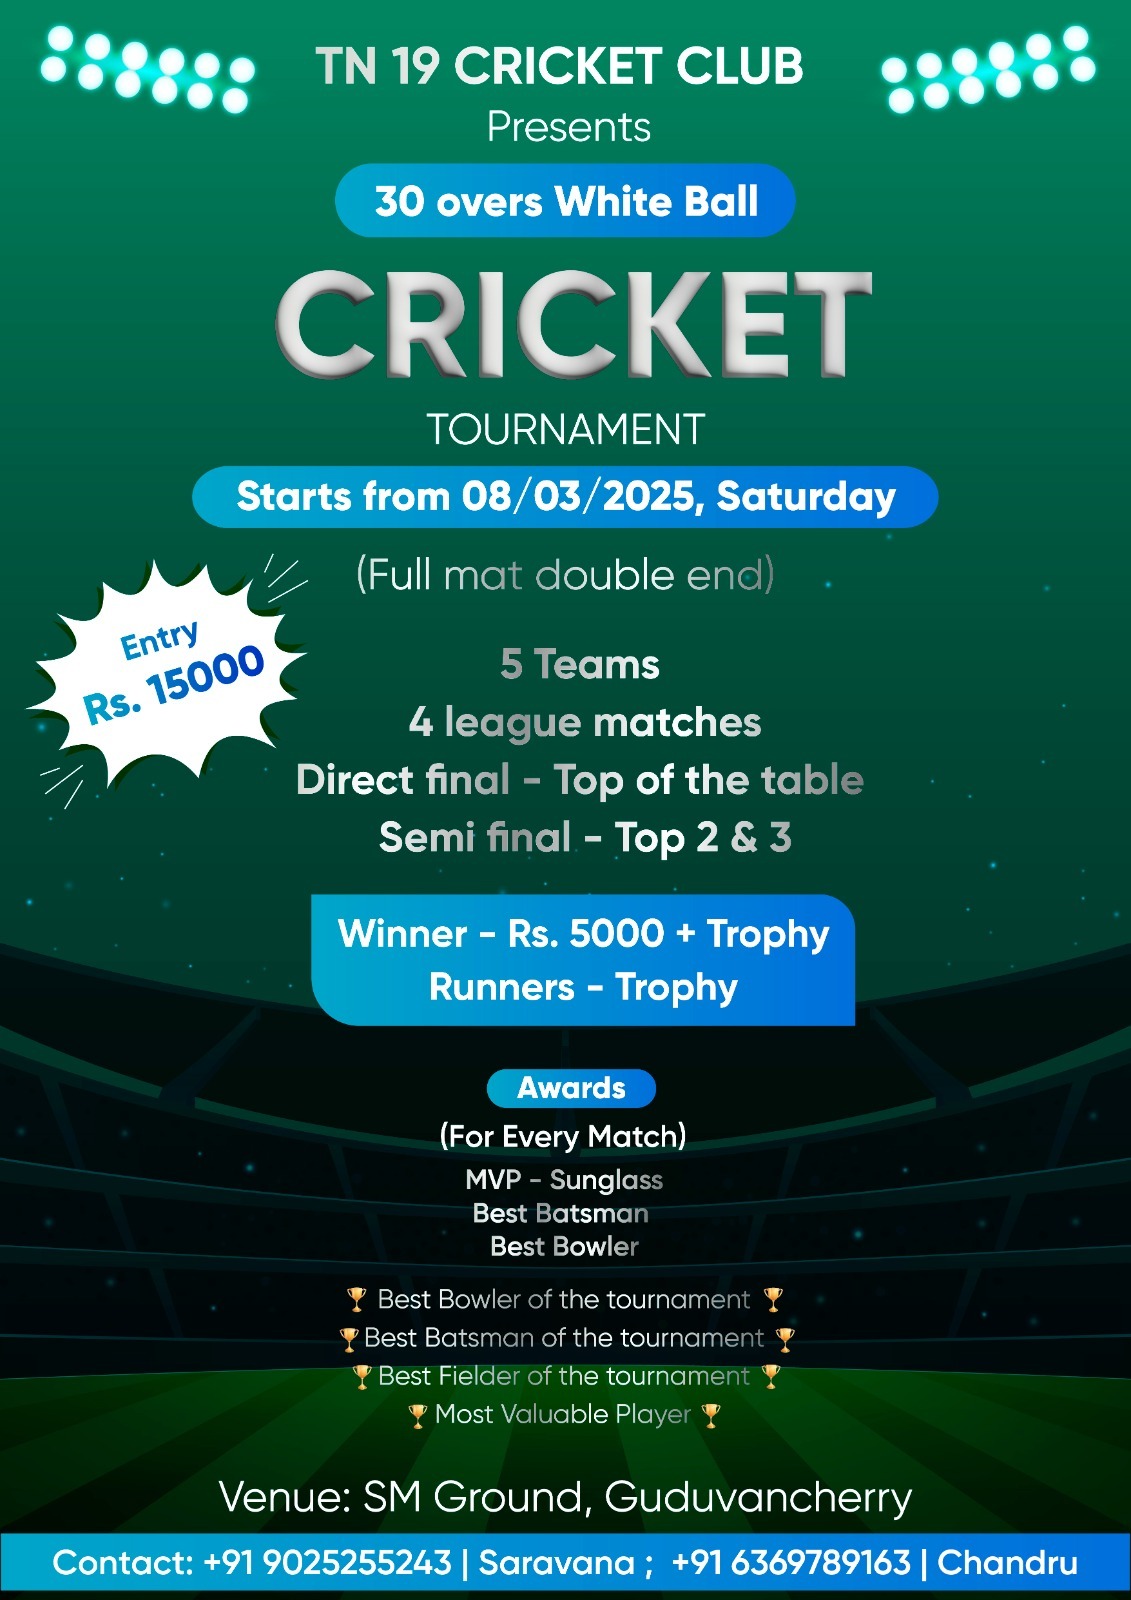 TN 19 CRICKET CLUB
Presents
30 overs White Ball
CRICKET
TOURNAMENT
Starts from 08/03/2025, Saturday
(Full mat double end)
Entry
Rs. 15000
5 Teams
4 league matches
Direct final - Top of the table
Semi final - Top 2 & 3
Winner - Rs. 5000 + Trophy
Runners - Trophy
Awards
(For Every Match)
MVP - Sunglass
Best Batsman
Best Bowler
🏆 Best Bowler of the tournament 🏆
🏆 Best Batsman of the tournament 🏆
🏆 Best Fielder of the tournament 🏆
🏆 Most Valuable Player 🏆
Venue: SM Ground, Guduvancherry
Contact: +91 9025255243 | Saravana ; +91 6369789163 | Chandru